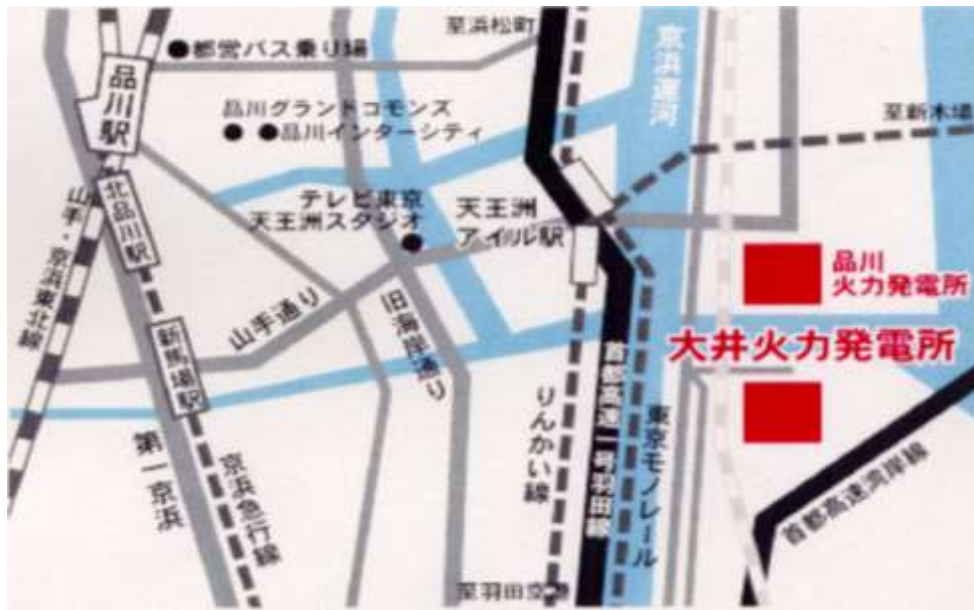 至浜松町
●都営バス乗り場
京浜運河
品川駅
品川グランドコモンズ
●●品川インターシティ
至新木場
北品川駅
山手・京浜東北線
テレビ東京
天王洲スタジオ
天王洲
アイル駅
品川
火力発電所
山手通り
旧海岸通り
新馬場駅
大井火力発電所
りんかい線
首都高速一号羽田線
東京モノレール
第一京浜
京浜急行線
首都高速湾岸線
至羽田空港